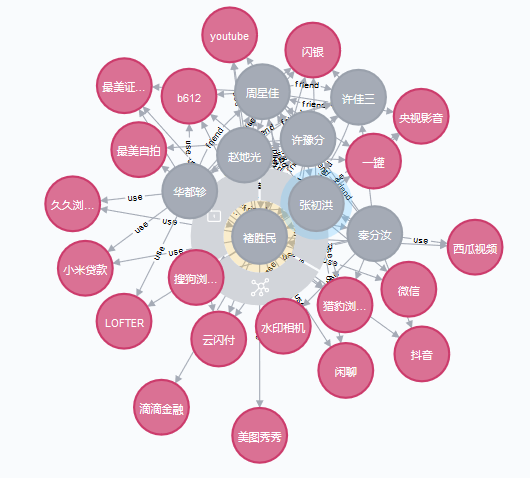 youtube
闪银
最美证...
b612
周星佳
许佳三
friend
friend
央视影音
最美自拍
赵地光
许豫分
一罐
华都轸
use
久久浏...
use
张初洪
褚胜民
秦分汝
use
西瓜视频
小米贷款
use
搜狗浏...
微信
LOFTER
水印相机
猎豹浏...
云闪付
闲聊
抖音
滴滴金融
美图秀秀